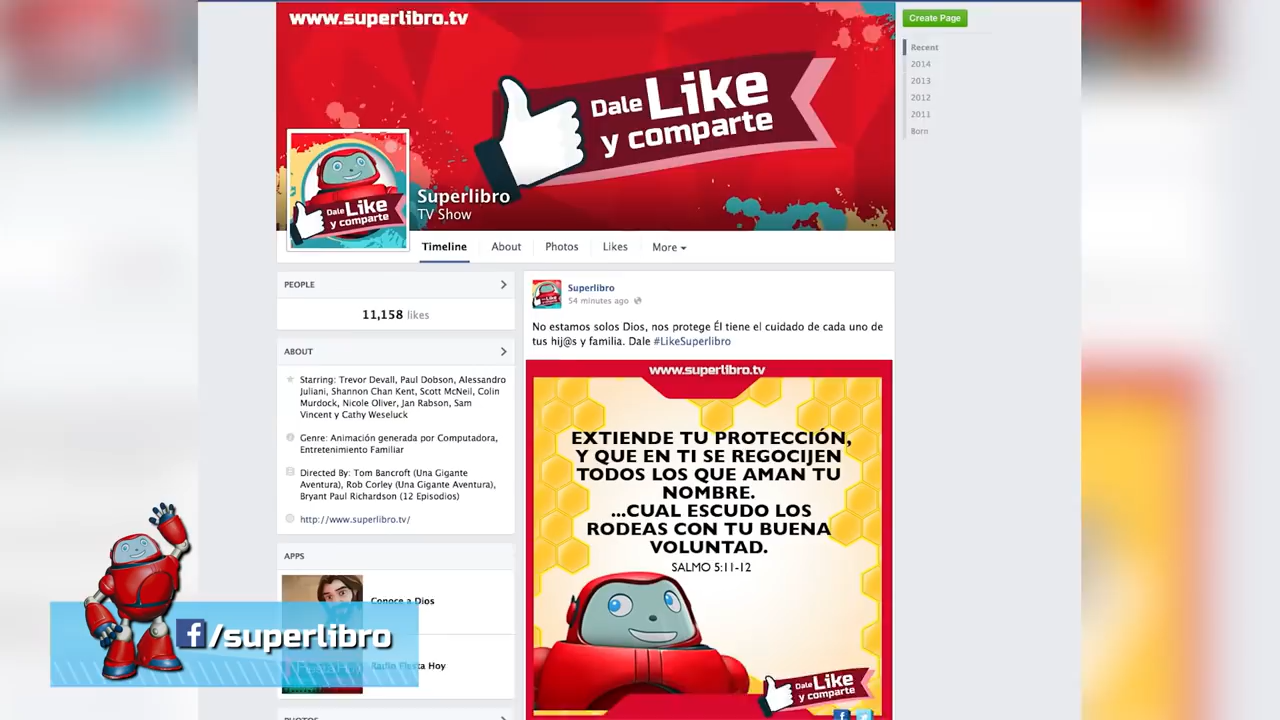 www.superlibro.tv
Dale Like
y comparte
Dale Like
y comparte
Superlibro
TV Show
Timeline
About
Photos
Likes
More
Create Page
Recent
2014
2013
2012
2011
Born
PEOPLE
11,158 likes
ABOUT
Starring: Trevor Devall, Paul Dobson, Alessandro
Juliani, Shannon Chan Kent, Scott McNeil, Colin
Murdock, Nicole Oliver, Jan Rabson, Sam
Vincent y Cathy Weseluck
Genre: Animación generada por Computadora,
Entretenimiento Familiar
Directed By: Tom Bancroft (Una Gigante
Aventura), Rob Corley (Una Gigante Aventura),
Bryant Paul Richardson (12 Episodios)
http://www.superlibro.tv/
APPS
Conoce a Dios
Radio Fiesta Hoy
PHOTOS
Superlibro
54 minutes ago
No estamos solos Dios, nos protege Él tiene el cuidado de cada uno de
tus hij@s y familia. Dale #LikeSuperlibro
www.superlibro.tv
EXTIENDE TU PROTECCIÓN,
Y QUE EN TI SE REGOCIJEN
TODOS LOS QUE AMAN TU
NOMBRE.
...CUAL ESCUDO LOS
RODEAS CON TU BUENA
VOLUNTAD.
SALMO 5:11-12
Dale Like
y comparte
f/superlibro